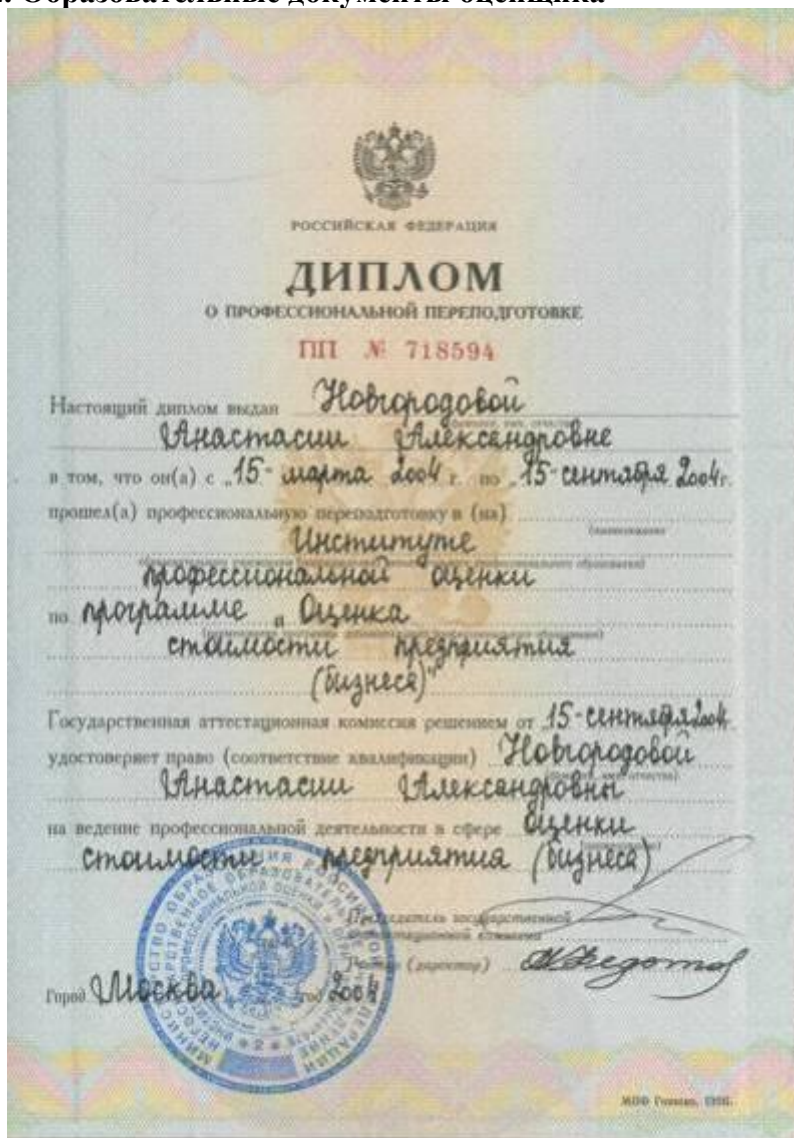 Образовательные документы оценщика
РОССИЙСКАЯ ФЕДЕРАЦИЯ
ДИПЛОМ
О ПРОФЕССИОНАЛЬНОЙ ПЕРЕПОДГОТОВКЕ
ПП № 718594
Настоящий диплом выдан Новгородовой
Анастасии Александровне
в том, что он(а) с „15" марта 2004 г. по „15" сентября 2004 г.
прошел(а) профессиональную переподготовку в (на)
(наименование
Институте
профессиональной оценки
по программе „Оценка
стоимости предприятия
(бизнеса)"
Государственная аттестационная комиссия решением от 15 сентября 2004
удостоверяет право (соответствие квалификации) Новгородовой
Анастасии Александровны
на ведение профессиональной деятельности в сфере оценки
стоимости предприятия (бизнеса)
Председатель государственной
аттестационной комиссии
Ректор (директор)
Город Москва год 2004